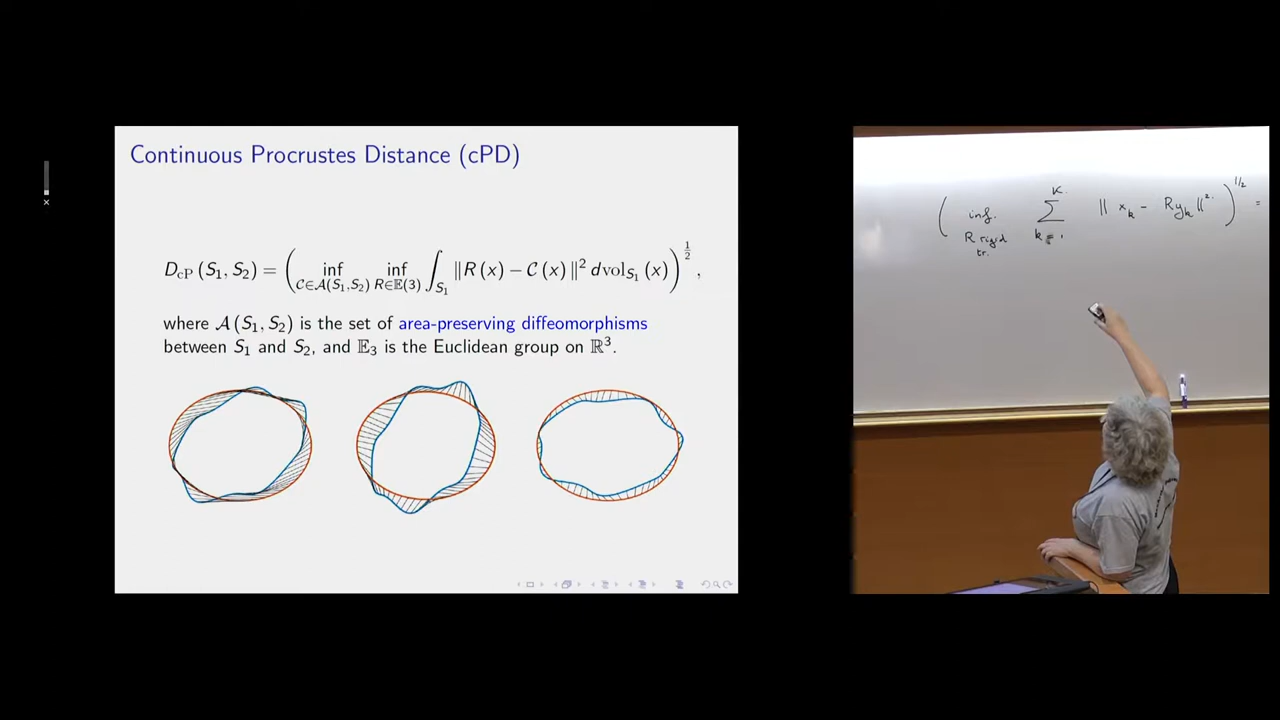 Continuous Procrustes Distance (cPD)
D_cP (S_1, S_2) = ( inf_{C∈A(S_1,S_2)} inf_{R∈𝔼(3)} ∫_{S_1} ‖R (x) − C (x)‖² dvol_{S_1} (x) )^{1/2} ,
where A (S_1, S_2) is the set of area-preserving diffeomorphisms
between S_1 and S_2, and 𝔼_3 is the Euclidean group on ℝ³.
( inf. R rigid tr. ∑_{k=1}^{K} ‖ x_k − R y_k ‖² )^{1/2} =